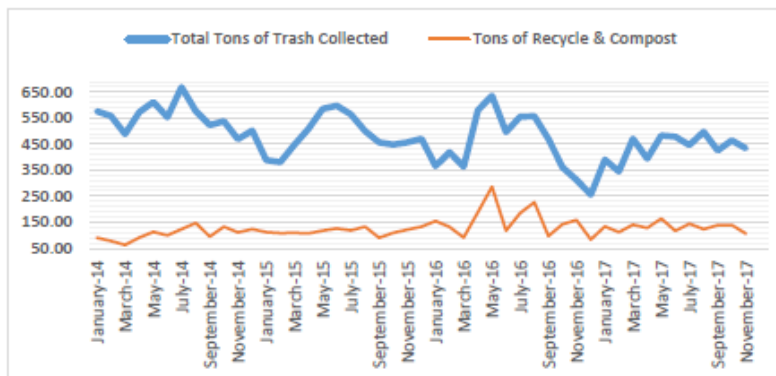 Total Tons of Trash Collected Tons of Recycle & Compost
650.00
550.00
450.00
350.00
250.00
150.00
50.00
January-14
March-14
May-14
July-14
September-14
November-14
January-15
March-15
May-15
July-15
September-15
November-15
January-16
March-16
May-16
July-16
September-16
November-16
January-17
March-17
May-17
July-17
September-17
November-17